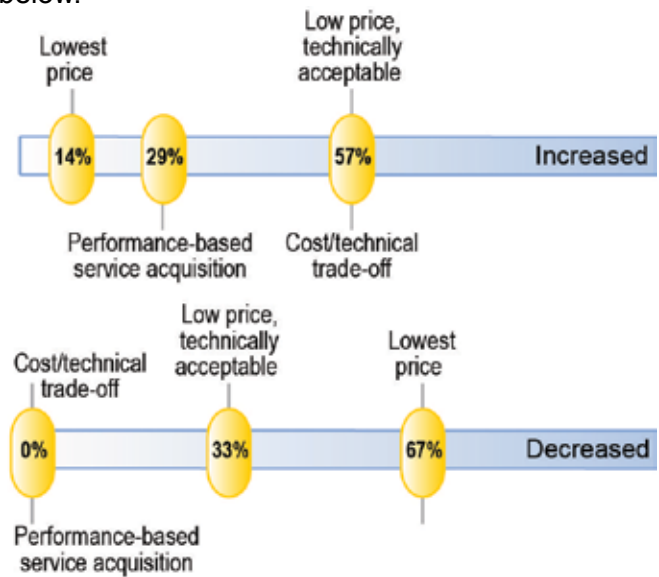 below.
Lowest
price
Low price,
technically
acceptable
14%
29%
57%
Increased
Performance-based
service acquisition
Cost/technical
trade-off
Cost/technical
trade-off
Low price,
technically
acceptable
Lowest
price
0%
33%
67%
Decreased
Performance-based
service acquisition